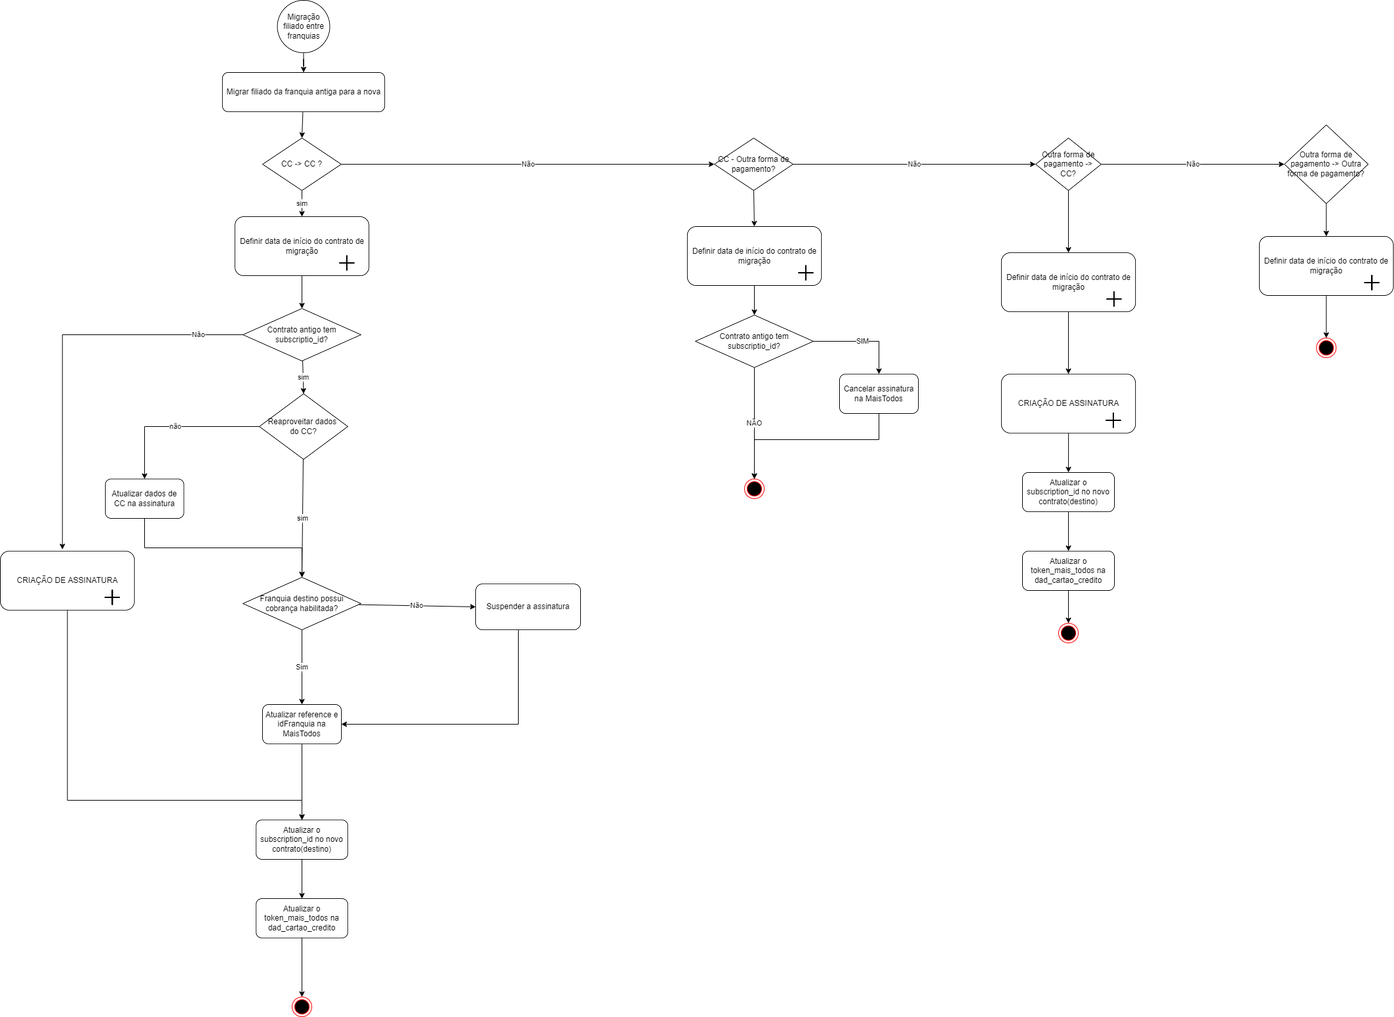 Migração
filiado entre
franquias
Migrar filiado da franquia antiga para a nova
CC -> CC ?
Não
CC - Outra forma de
pagamento?
Não
Outra forma de
pagamento ->
CC?
Não
Outra forma de
pagamento -> Outra
forma de pagamento?
sim
Definir data de início do contrato de
migração
Definir data de início do contrato de
migração
Definir data de início do contrato de
migração
Definir data de início do contrato de
migração
Contrato antigo tem
subscriptio_id?
Não
sim
Contrato antigo tem
subscriptio_id?
SIM
Cancelar assinatura
na MaisTodos
NÃO
CRIAÇÃO DE ASSINATURA
Atualizar o
subscription_id no novo
contrato(destino)
Atualizar o
token_mais_todos na
dad_cartao_credito
Reaproveitar dados
do CC?
não
Atualizar dados de
CC na assinatura
sim
CRIAÇÃO DE ASSINATURA
Franquia destino possui
cobrança habilitada?
Não
Suspender a assinatura
Sim
Atualizar reference e
idFranquia na
MaisTodos
Atualizar o
subscription_id no novo
contrato(destino)
Atualizar o
token_mais_todos na
dad_cartao_credito